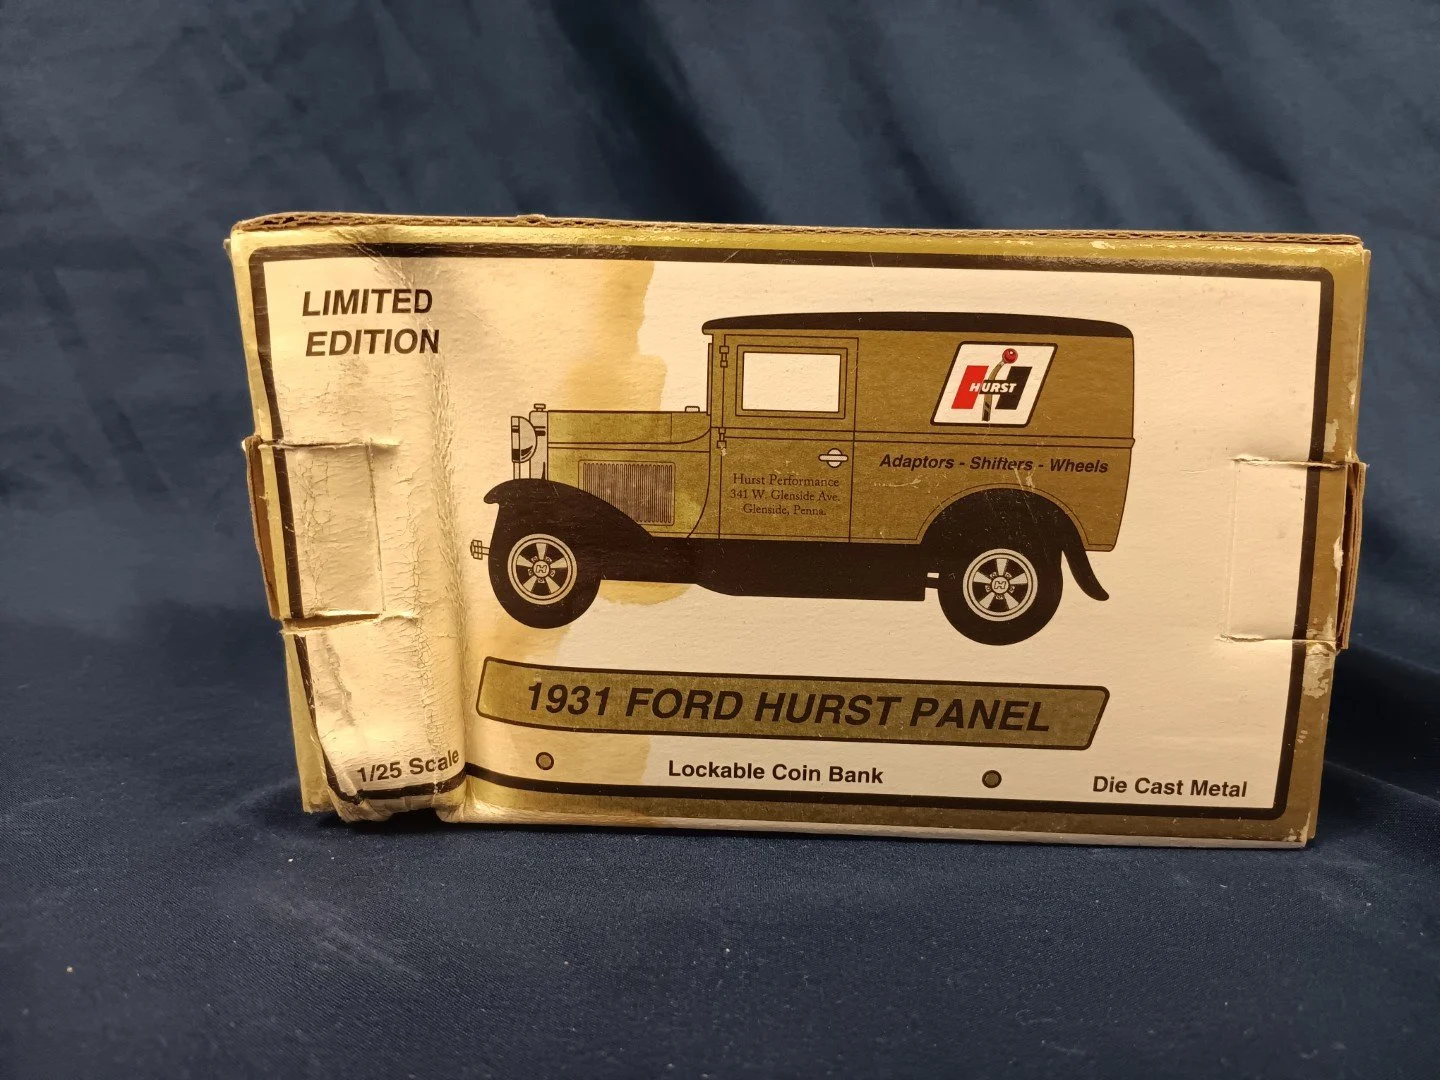 LIMITED
EDITION
HURST
Adaptors - Shifters - Wheels
Hurst Performance
341 W. Glenside Ave.
Glenside, Penna.
1931 FORD HURST PANEL
1/25 Scale
Lockable Coin Bank
Die Cast Metal